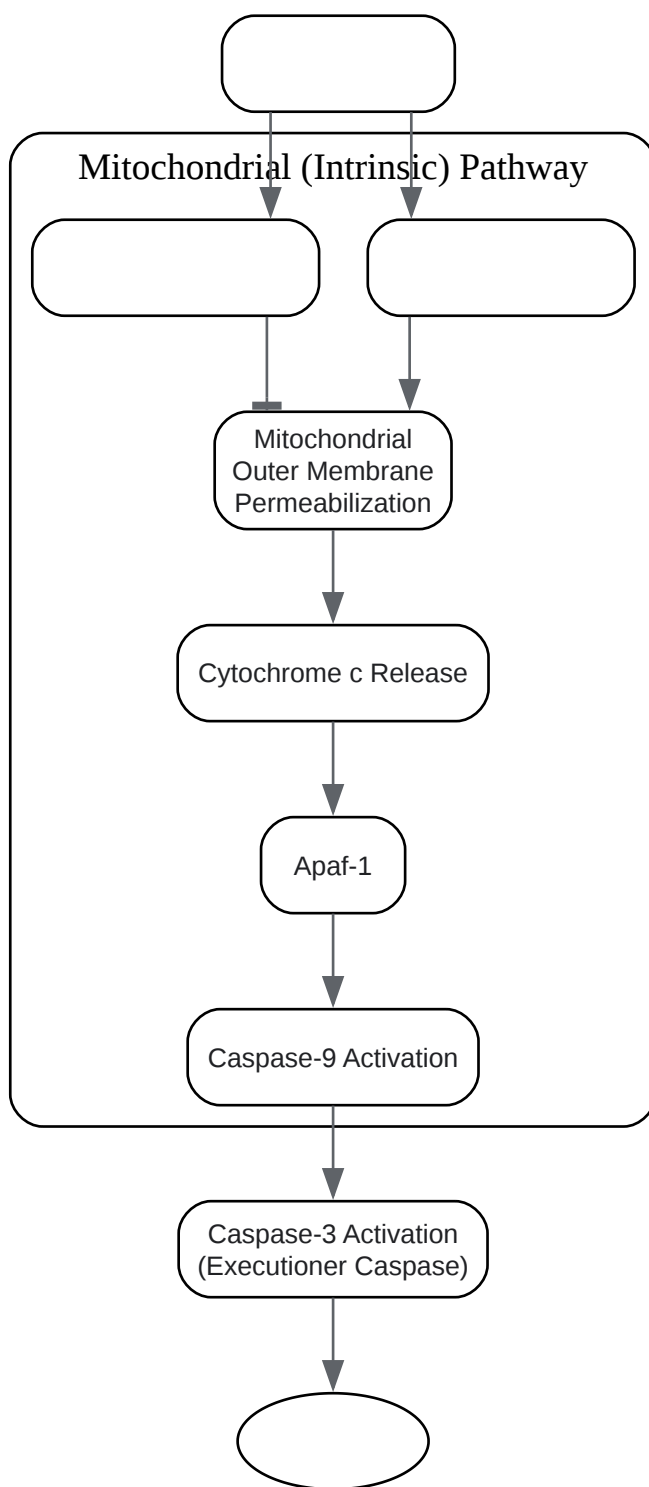 Mitochondrial (Intrinsic) Pathway
Mitochondrial
Outer Membrane
Permeabilization
Cytochrome c Release
Apaf-1
Caspase-9 Activation
Caspase-3 Activation
(Executioner Caspase)